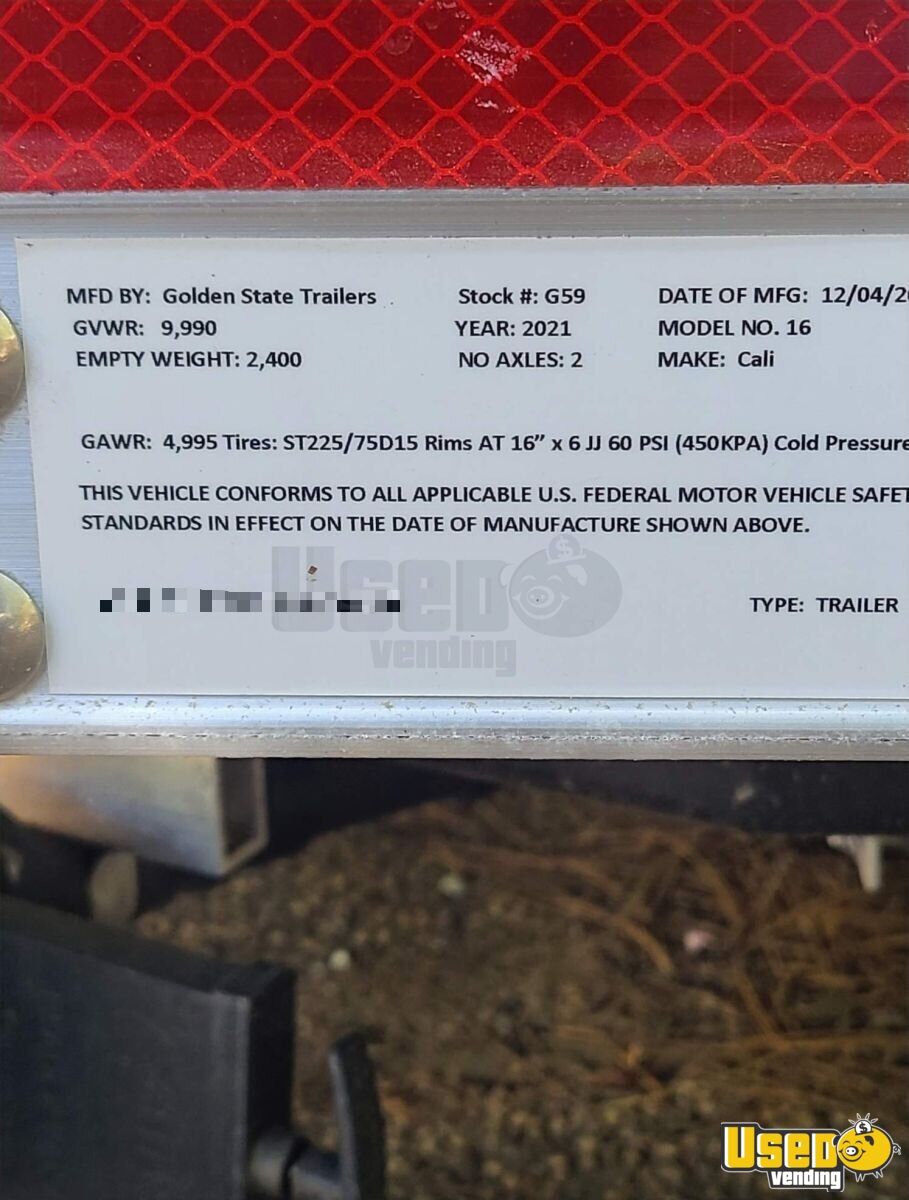 MFD BY: Golden State Trailers Stock #: G59 DATE OF MFG: 12/04/20
GVWR: 9,990 YEAR: 2021 MODEL NO. 16
EMPTY WEIGHT: 2,400 NO AXLES: 2 MAKE: Cali
GAWR: 4,995 Tires: ST225/75D15 Rims AT 16” x 6 JJ 60 PSI (450KPA) Cold Pressure
THIS VEHICLE CONFORMS TO ALL APPLICABLE U.S. FEDERAL MOTOR VEHICLE SAFET
STANDARDS IN EFFECT ON THE DATE OF MANUFACTURE SHOWN ABOVE.
USED
vending
TYPE: TRAILER
USED
vending